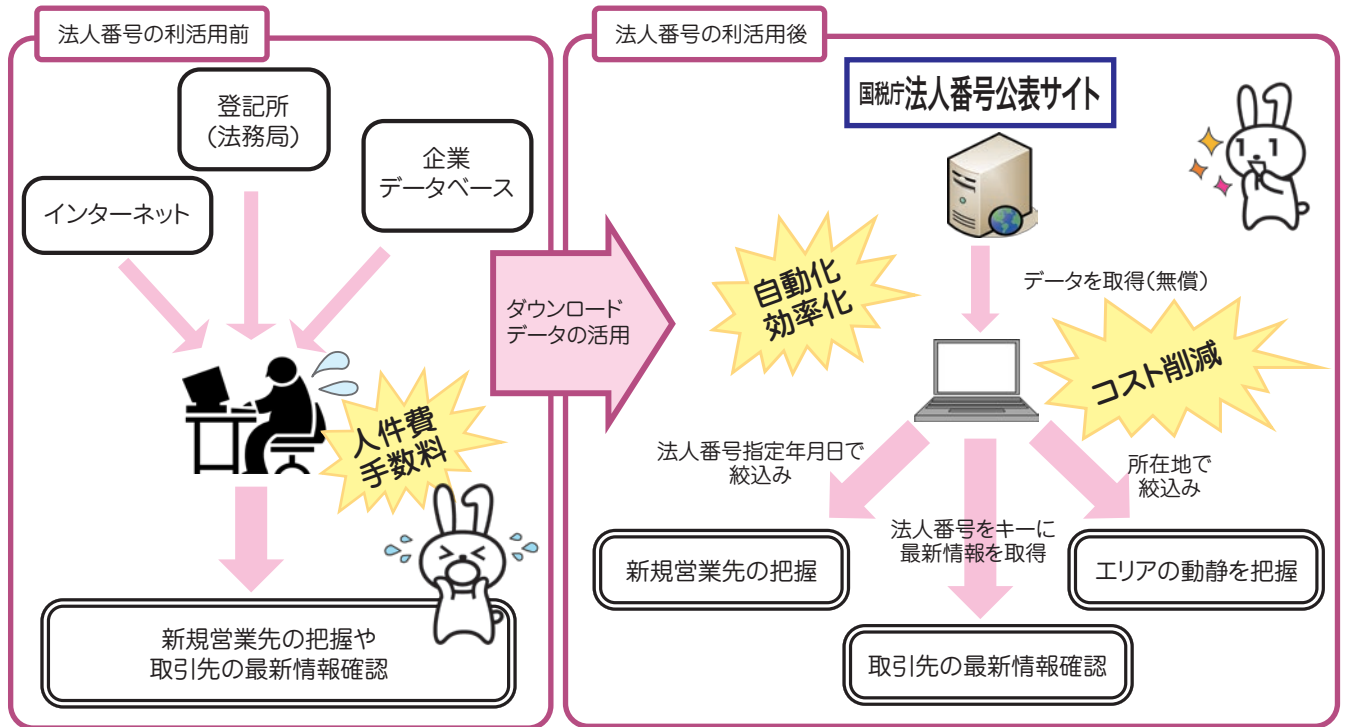 法人番号の利活用前
登記所
(法務局)
企業
データベース
インターネット
人件費
手数料
新規営業先の把握や
取引先の最新情報確認
ダウンロード
データの活用
法人番号の利活用後
国税庁法人番号公表サイト
自動化
効率化
データを取得(無償)
コスト削減
法人番号指定年月日で
絞込み
所在地で
絞込み
法人番号をキーに
最新情報を取得
新規営業先の把握
エリアの動静を把握
取引先の最新情報確認